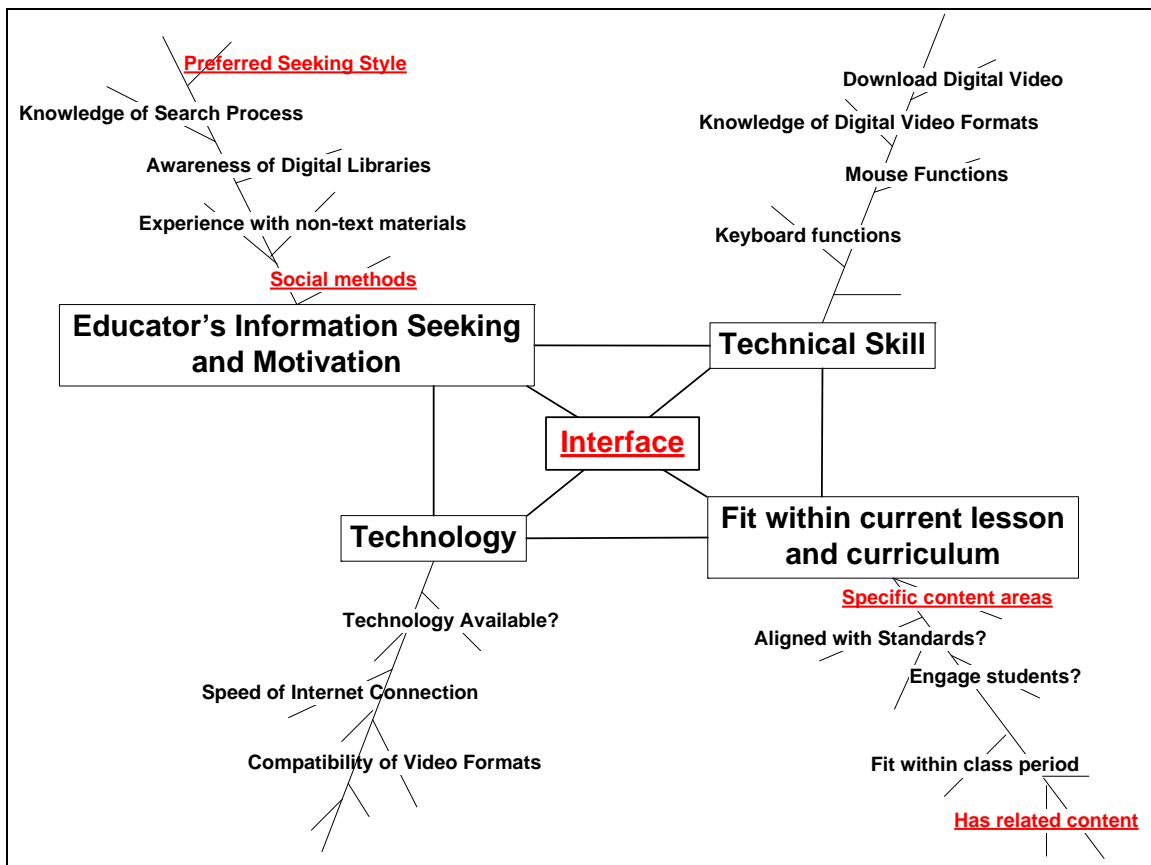 Preferred Seeking Style
Knowledge of Search Process
Awareness of Digital Libraries
Experience with non-text materials
Social methods
Educator's Information Seeking
and Motivation
Download Digital Video
Knowledge of Digital Video Formats
Mouse Functions
Keyboard functions
Technical Skill
Interface
Technology
Technology Available?
Speed of Internet Connection
Compatibility of Video Formats
Fit within current lesson
and curriculum
Specific content areas
Aligned with Standards?
Engage students?
Fit within class period
Has related content